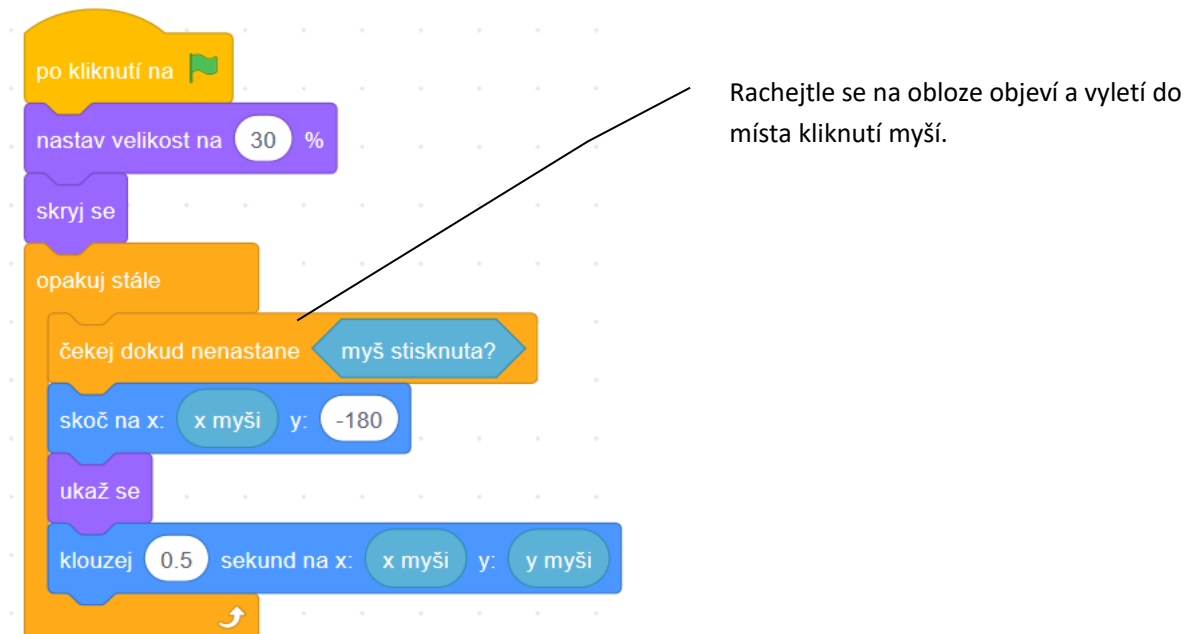 po kliknutí na
Rachejtle se na obloze objeví a vyletí do
místa kliknutí myší.
nastav velikost na 30 %
skryj se
opakuj stále
čekej dokud nenastane myš stisknuta?
skoč na x: x myši y: -180
ukaž se
klouzej 0.5 sekund na x: x myši y: y myši